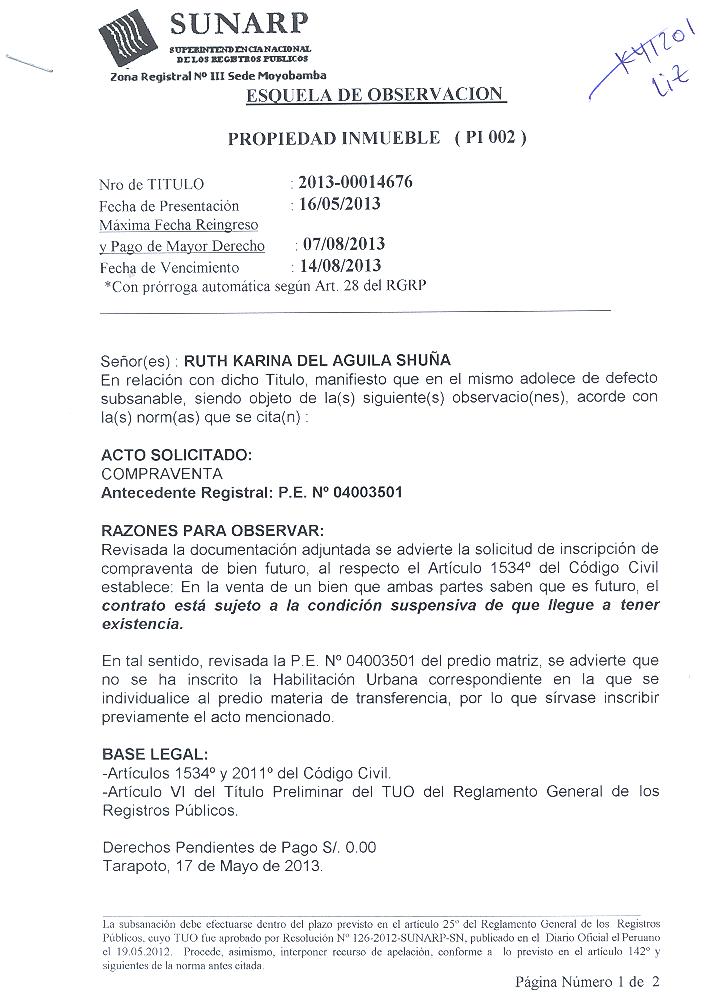 SUNARP
SUPERINTENDENCIA NACIONAL
DE LOS REGISTROS PUBLICOS
Zona Registral Nº III Sede Moyobamba
K41201
Liz
ESQUELA DE OBSERVACION
PROPIEDAD INMUEBLE ( PI 002 )
Nro de TITULO : 2013-00014676
Fecha de Presentación : 16/05/2013
Máxima Fecha Reingreso
y Pago de Mayor Derecho : 07/08/2013
Fecha de Vencimiento : 14/08/2013
*Con prórroga automática según Art. 28 del RGRP
Señor(es) : RUTH KARINA DEL AGUILA SHUÑA
En relación con dicho Titulo, manifiesto que en el mismo adolece de defecto
subsanable, siendo objeto de la(s) siguiente(s) observacio(nes), acorde con
la(s) norm(as) que se cita(n) :
ACTO SOLICITADO:
COMPRAVENTA
Antecedente Registral: P.E. Nº 04003501
RAZONES PARA OBSERVAR:
Revisada la documentación adjuntada se advierte la solicitud de inscripción de
compraventa de bien futuro, al respecto el Artículo 1534º del Código Civil
establece: En la venta de un bien que ambas partes saben que es futuro, el
contrato está sujeto a la condición suspensiva de que llegue a tener
existencia.
En tal sentido, revisada la P.E. Nº 04003501 del predio matriz, se advierte que
no se ha inscrito la Habilitación Urbana correspondiente en la que se
individualice al predio materia de transferencia, por lo que sírvase inscribir
previamente el acto mencionado.
BASE LEGAL:
-Artículos 1534º y 2011º del Código Civil.
-Artículo VI del Título Preliminar del TUO del Reglamento General de los
Registros Públicos.
Derechos Pendientes de Pago S/. 0.00
Tarapoto, 17 de Mayo de 2013.
La subsanación debe efectuarse dentro del plazo previsto en el artículo 25º del Reglamento General de los Registros
Públicos, cuyo TUO fue aprobado por Resolución Nº 126-2012-SUNARP-SN, publicado en el Diario Oficial el Peruano
el 19.05.2012. Procede, asimismo, interponer recurso de apelación, conforme a lo previsto en el artículo 142º y
siguientes de la norma antes citada.
Página Número 1 de 2